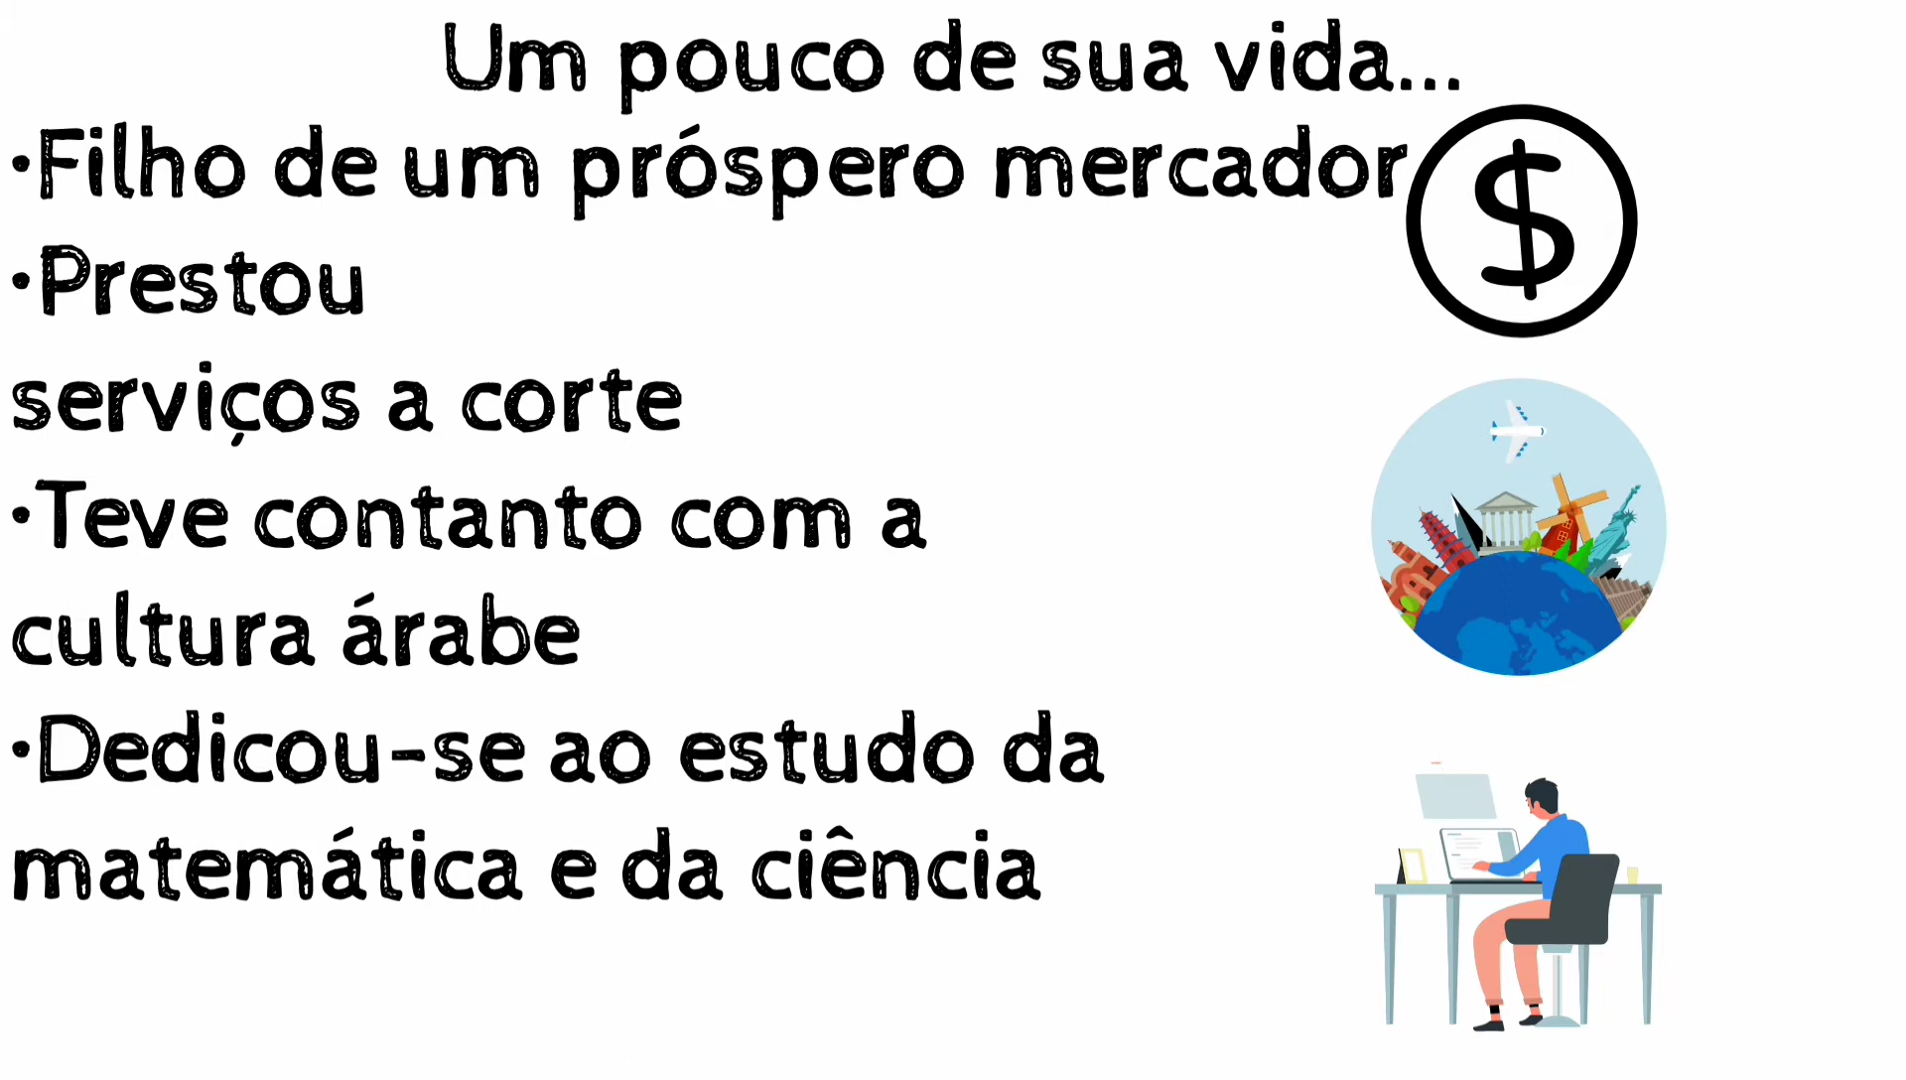 Um pouco de sua vida...
•Filho de um próspero mercador
•Prestou
serviços a corte
•Teve contanto com a
cultura árabe
•Dedicou-se ao estudo da
matemática e da ciência
$